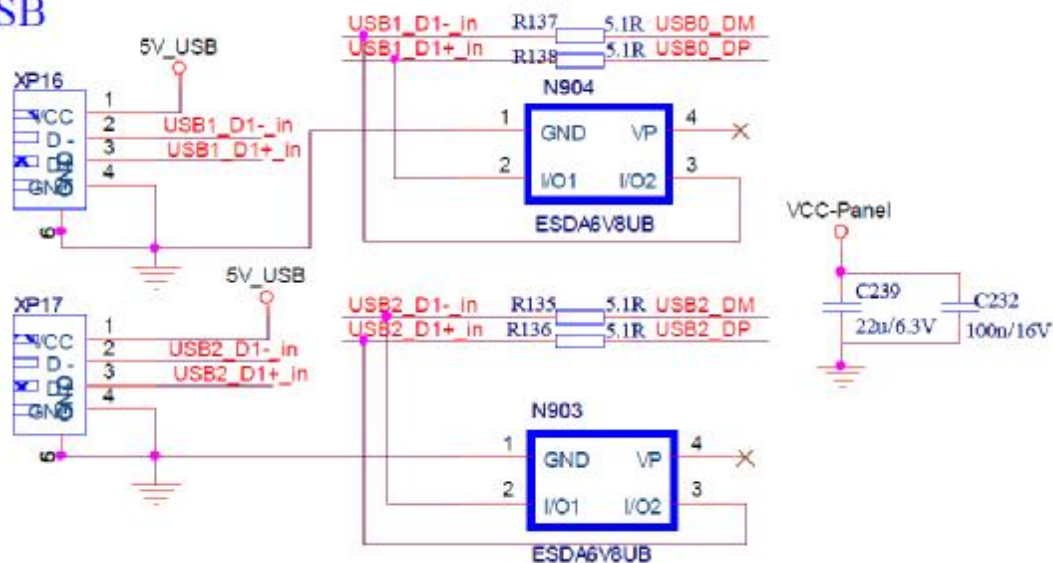 SB
5V_USB
XP16
1
VCC
2
D -
USB1_D1-_in
3
USB1_D1+_in
4
GND
6
USB1_D1-_in R137 5.1R USB0_DM
USB1_D1+_in R138 5.1R USB0_DP
N904
1 GND VP 4
2 I/O1 I/O2 3
ESDA6V8UB
VCC-Panel
C239
22u/6.3V
C232
100n/16V
5V_USB
XP17
1
VCC
2
D -
USB2_D1-_in
3
USB2_D1+_in
4
GND
6
USB2_D1-_in R135 5.1R USB2_DM
USB2_D1+_in R136 5.1R USB2_DP
N903
1 GND VP 4
2 I/O1 I/O2 3
ESDA6V8UB